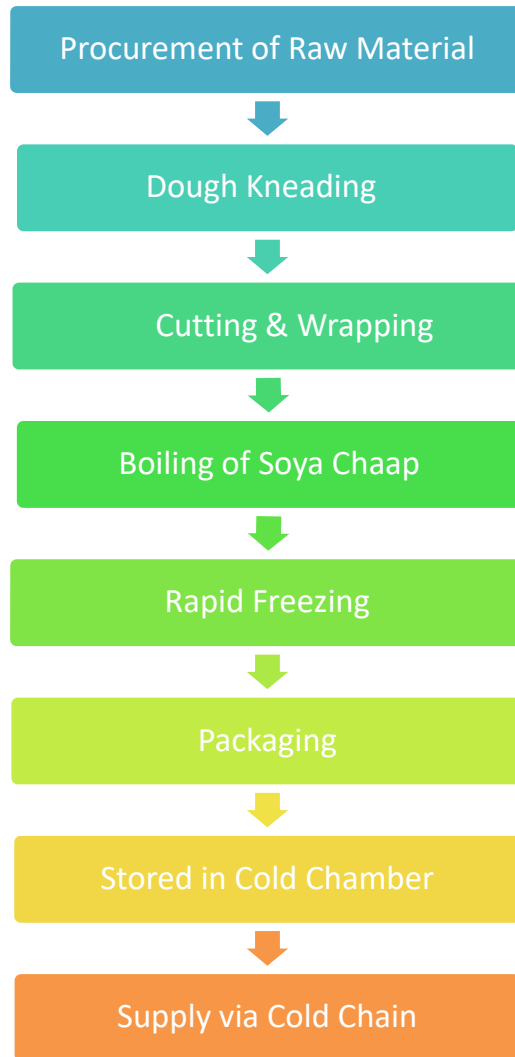 Procurement of Raw Material
Dough Kneading
Cutting & Wrapping
Boiling of Soya Chaap
Rapid Freezing
Packaging
Stored in Cold Chamber
Supply via Cold Chain